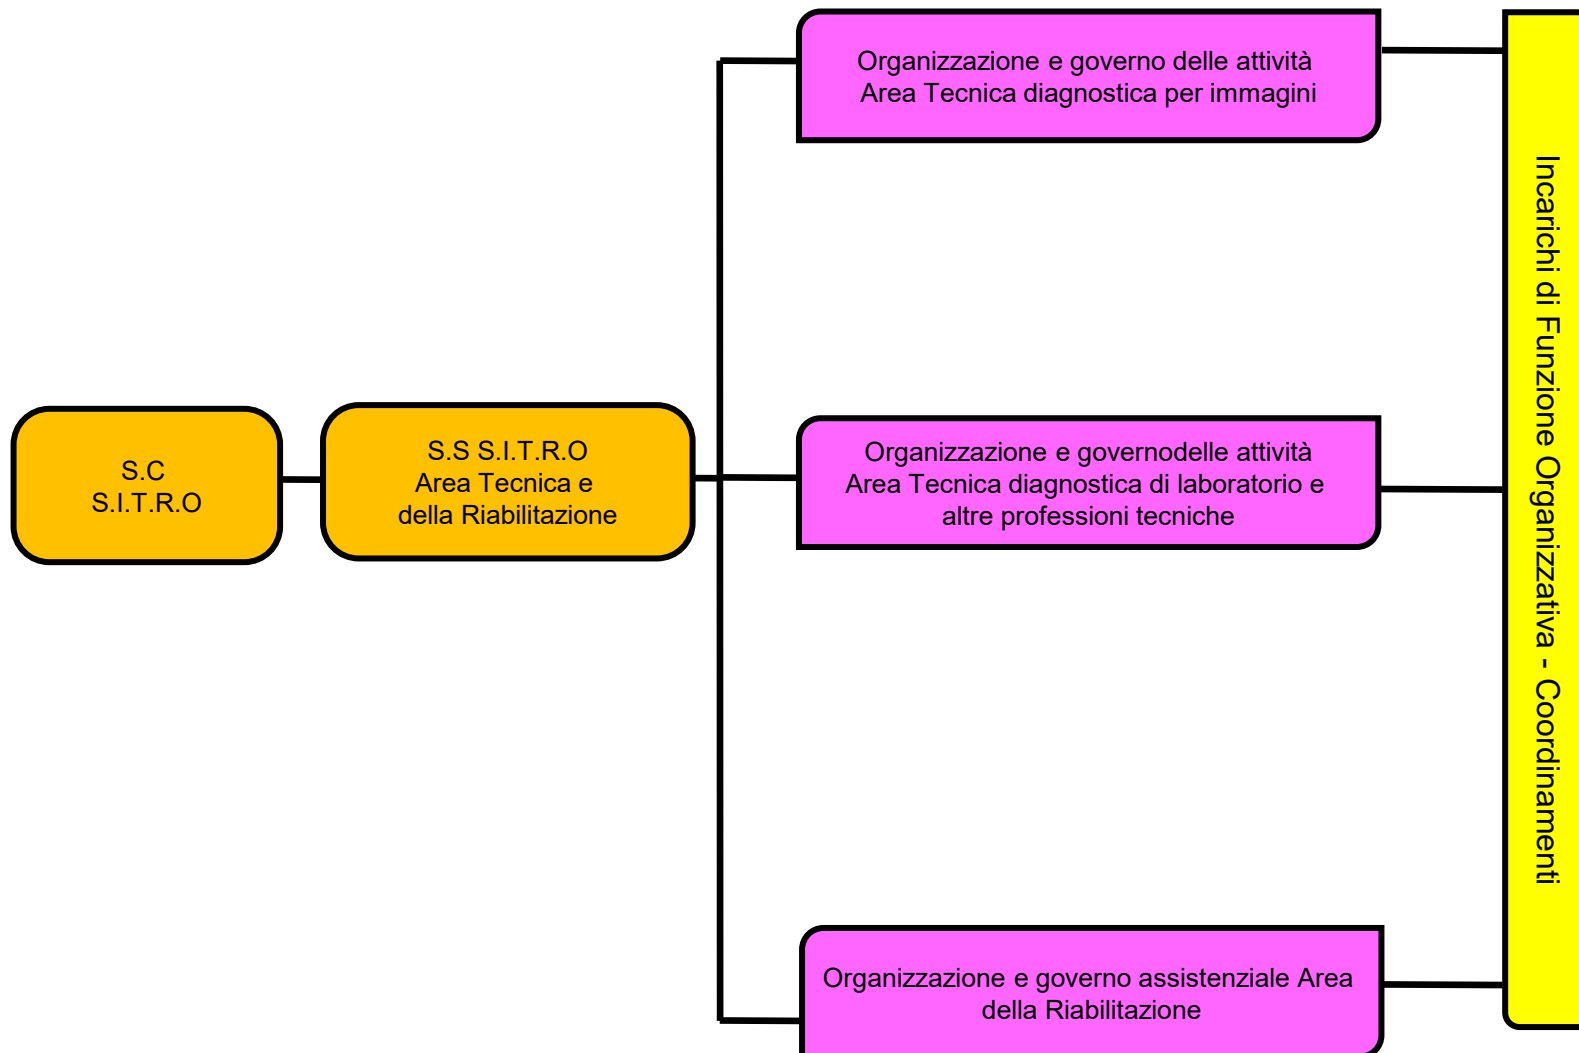 S.C
S.I.T.R.O
S.S S.I.T.R.O
Area Tecnica e
della Riabilitazione
Organizzazione e governo delle attività
Area Tecnica diagnostica per immagini
Organizzazione e governodelle attività
Area Tecnica diagnostica di laboratorio e
altre professioni tecniche
Organizzazione e governo assistenziale Area
della Riabilitazione
Incarichi di Funzione Organizzativa - Coordinamenti